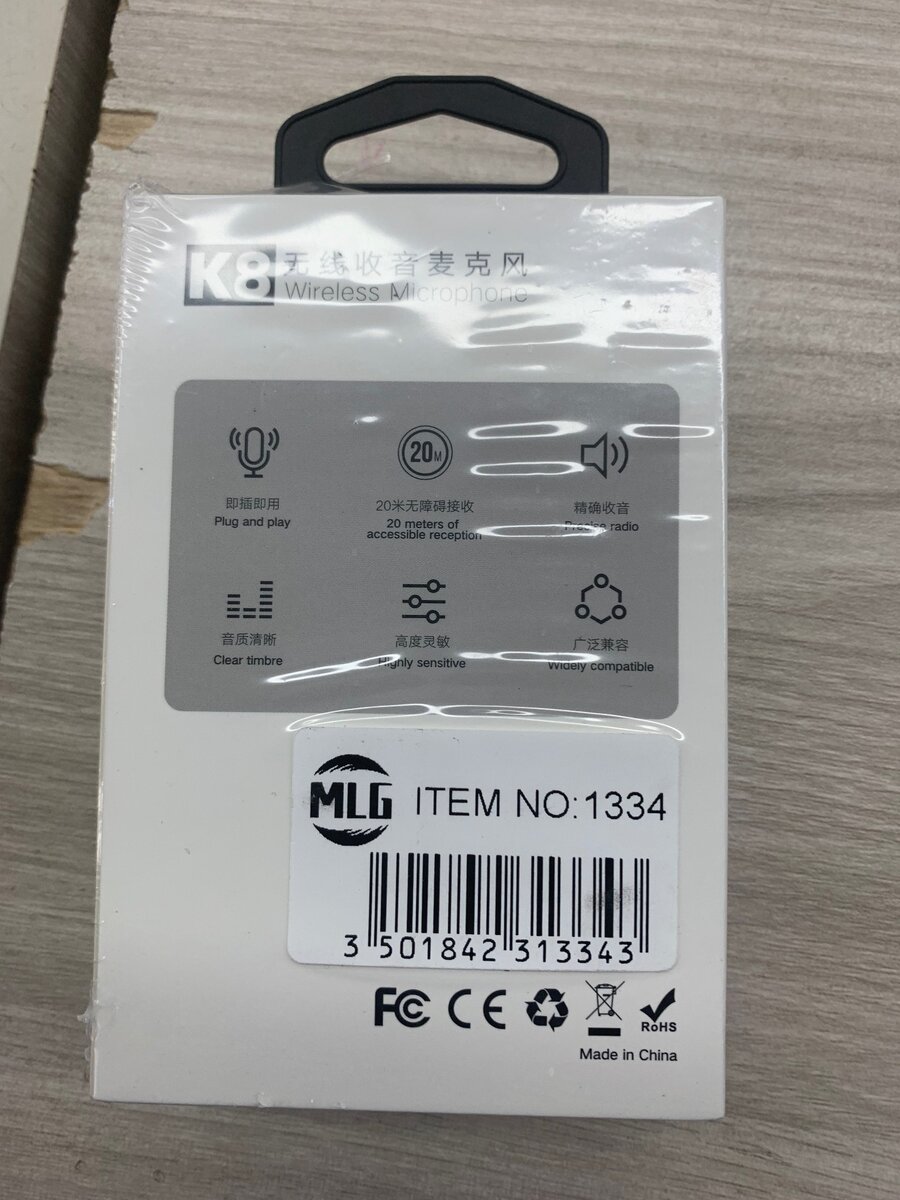 K8 无线收音麦克风
Wireless Microphone
即插即用
Plug and play
20M
20米无障碍接收
20 meters of
accessible reception
精确收音
Precise radio
音质清晰
Clear timbre
高度灵敏
Highly sensitive
广泛兼容
Widely compatible
MLG ITEM NO:1334
3 501842 313343
FC CE RoHS
Made in China